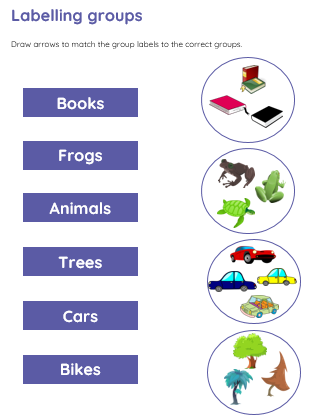 Labelling groups
Draw arrows to match the group labels to the correct groups.
Books
Frogs
Animals
Trees
Cars
Bikes